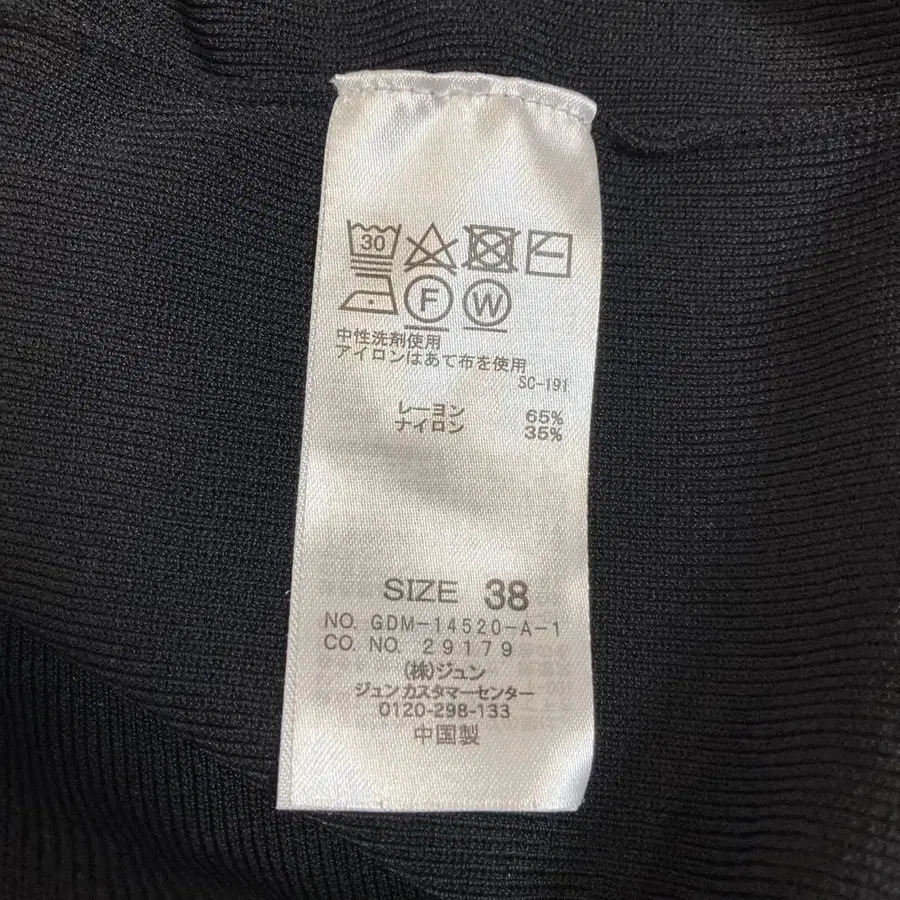 30
F W
中性洗剤使用
アイロンはあて布を使用
SC-191
レーヨン 65%
ナイロン 35%
SIZE 38
NO. GDM-14520-A-1
CO. NO. 29179
(株)ジュン
ジュン カスタマーセンター
0120-298-133
中国製